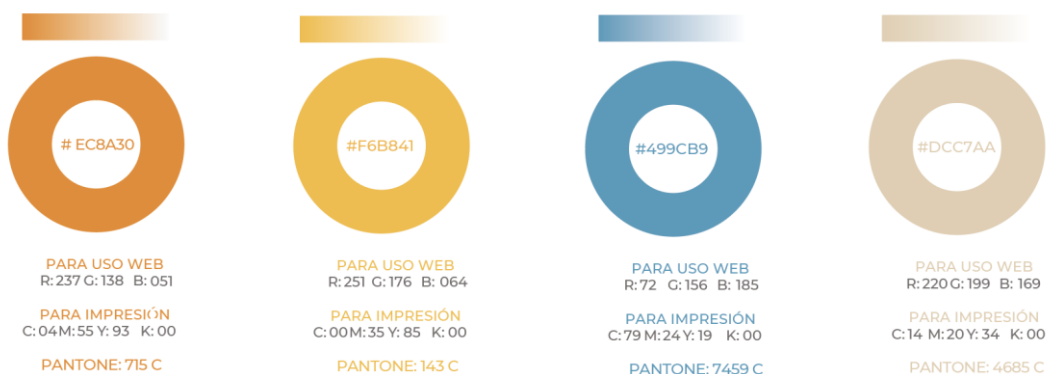 # EC8A30
PARA USO WEB
R: 237 G: 138 B: 051
PARA IMPRESIÓN
C: 04 M: 55 Y: 93 K: 00
PANTONE: 715 C
#F6B841
PARA USO WEB
R: 251 G: 176 B: 064
PARA IMPRESIÓN
C: 00 M: 35 Y: 85 K: 00
PANTONE: 143 C
#499CB9
PARA USO WEB
R: 72 G: 156 B: 185
PARA IMPRESIÓN
C: 79 M: 24 Y: 19 K: 00
PANTONE: 7459 C
#DCC7AA
PARA USO WEB
R: 220 G: 199 B: 169
PARA IMPRESIÓN
C: 14 M: 20 Y: 34 K: 00
PANTONE: 4685 C